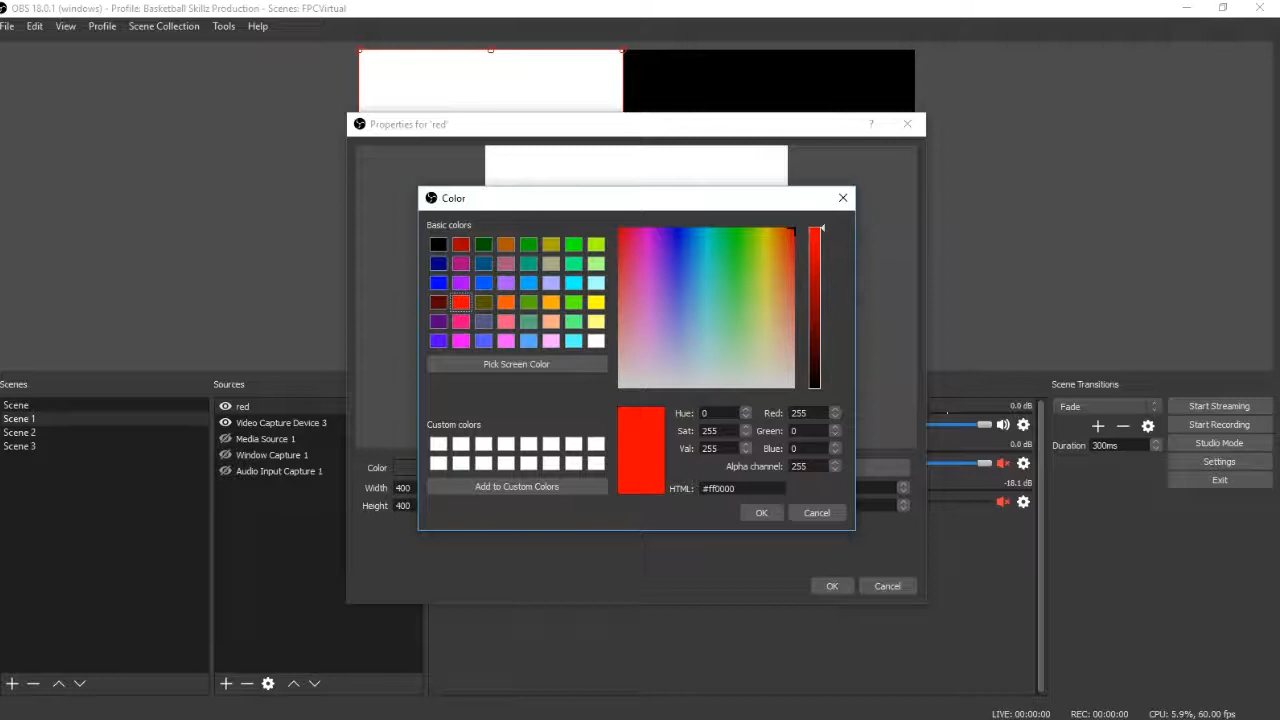 OBS 18.0.1 (windows) - Profile: Basketball Skillz Production - Scenes: FPCVirtual
File Edit View Profile Scene Collection Tools Help
Properties for 'red'
?
Color
Basic colors
Pick Screen Color
Custom colors
Add to Custom Colors
Hue: 0 Red: 255
Sat: 255 Green: 0
Val: 255 Blue: 0
Alpha channel: 255
HTML: #ff0000
OK Cancel
Color
Width 400
Height 400
OK Cancel
Scenes
Scene
Scene 1
Scene 2
Scene 3
Sources
red
Video Capture Device 3
Media Source 1
Window Capture 1
Audio Input Capture 1
0.0 dB
0.0 dB
-18.1 dB
Scene Transitions
Fade
Duration 300ms
Start Streaming
Start Recording
Studio Mode
Settings
Exit
LIVE: 00:00:00 REC: 00:00:00 CPU: 5.9%, 60.00 fps